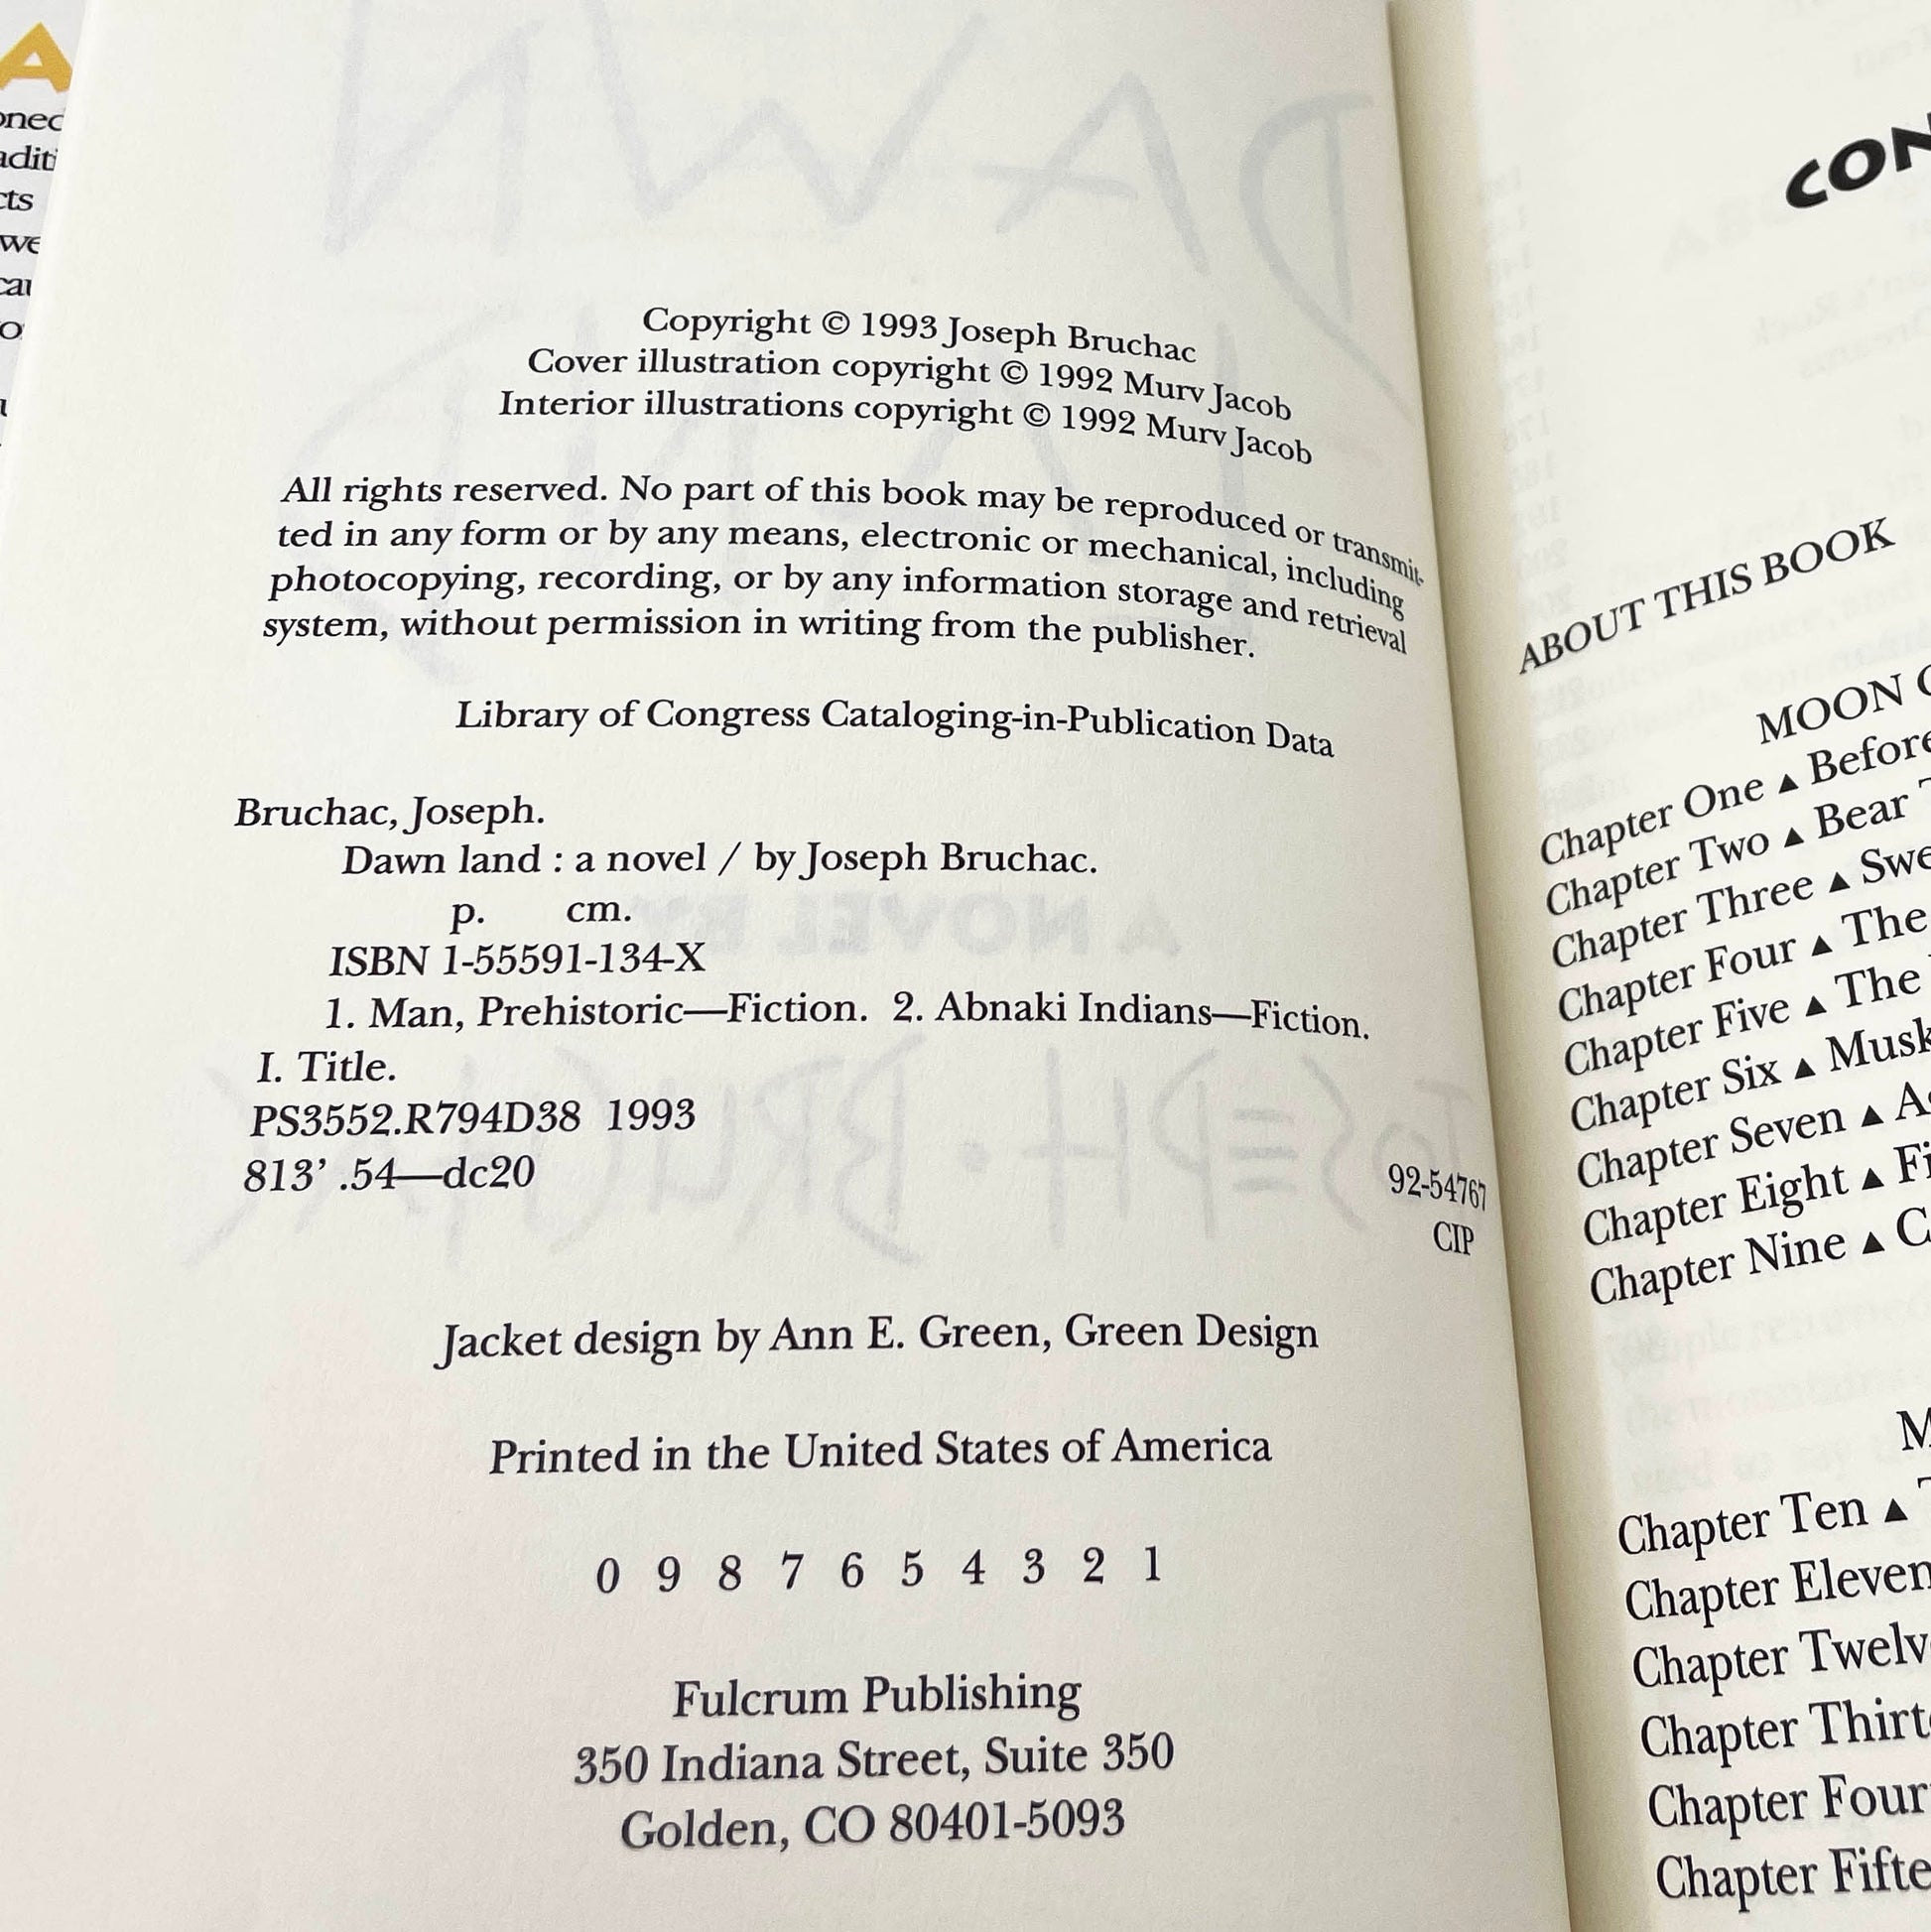 A
Copyright © 1993 Joseph Bruchac
Cover illustration copyright © 1992 Murv Jacob
Interior illustrations copyright © 1992 Murv Jacob
All rights reserved. No part of this book may be reproduced or transmit-
ted in any form or by any means, electronic or mechanical, including
photocopying, recording, or by any information storage and retrieval
system, without permission in writing from the publisher.
Library of Congress Cataloging-in-Publication Data
Bruchac, Joseph.
Dawn land : a novel / by Joseph Bruchac.
p. cm.
ISBN 1-55591-134-X
1. Man, Prehistoric—Fiction. 2. Abnaki Indians—Fiction.
I. Title.
PS3552.R794D38 1993
813’ .54—dc20
92-54767
CIP
Jacket design by Ann E. Green, Green Design
Printed in the United States of America
0 9 8 7 6 5 4 3 2 1
Fulcrum Publishing
350 Indiana Street, Suite 350
Golden, CO 80401-5093
CON
ABOUT THIS BOOK
MOON
Chapter One ▲ Before
Chapter Two ▲ Bear
Chapter Three ▲ Swe
Chapter Four ▲ The
Chapter Five ▲ The
Chapter Six ▲ Musk
Chapter Seven ▲
Chapter Eight ▲ Fi
Chapter Nine ▲ C
M
Chapter Ten ▲
Chapter Eleven
Chapter Twelv
Chapter Thirt
Chapter Four
Chapter Fifte